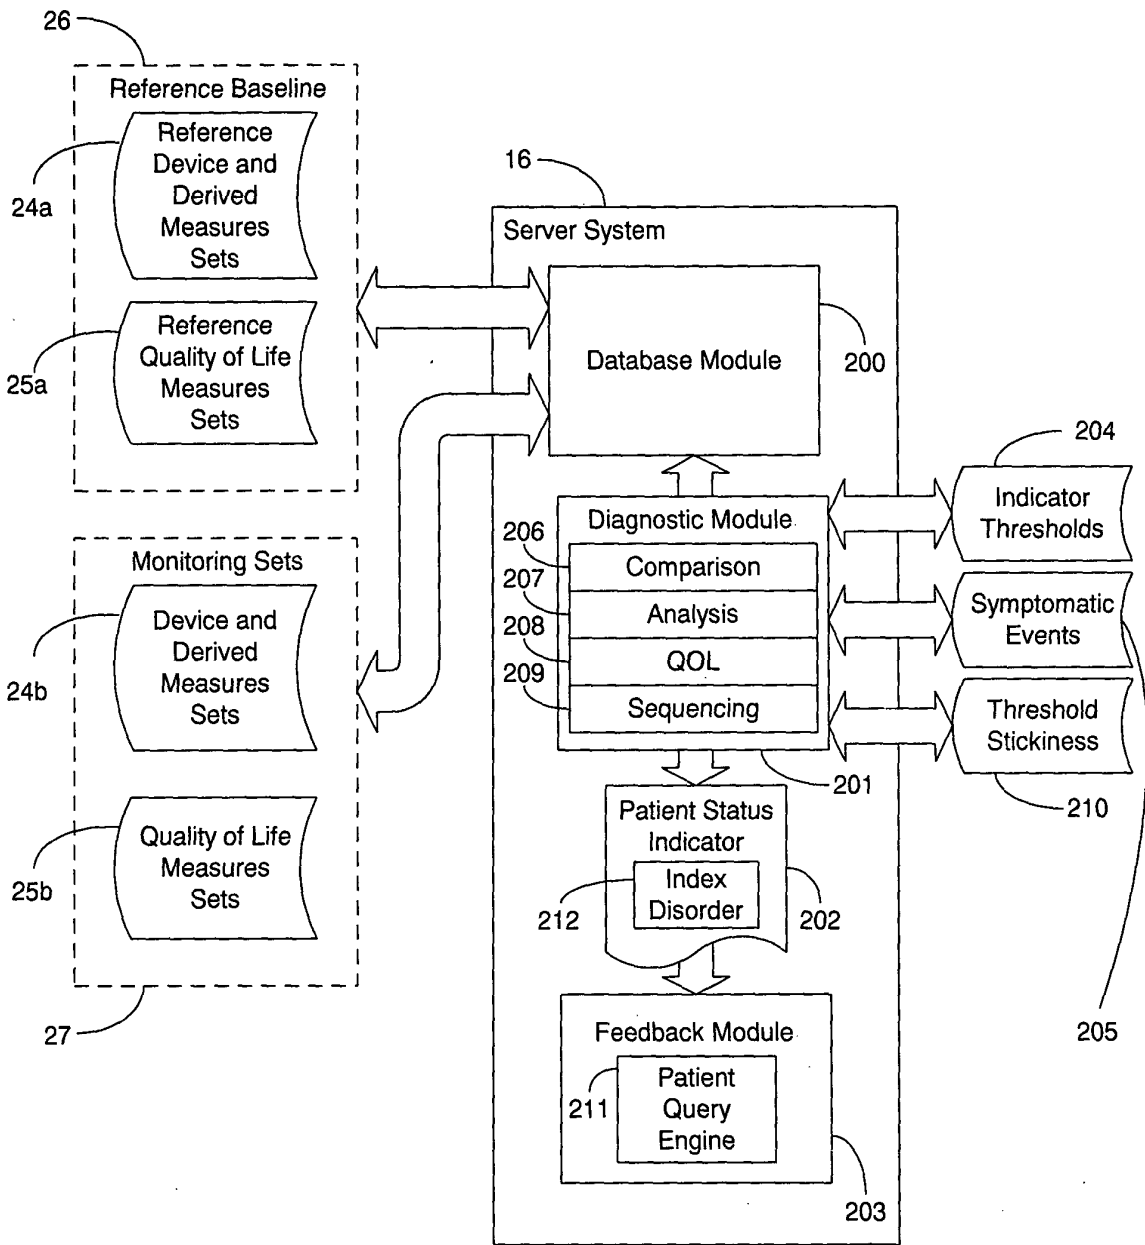 26
Reference Baseline
Reference
Device and
Derived
Measures
Sets
24a
Reference
Quality of Life
Measures
Sets
25a
Monitoring Sets
Device and
Derived
Measures
Sets
24b
Quality of Life
Measures
Sets
25b
27
16
Server System
Database Module
200
Diagnostic Module
206
Comparison
207
Analysis
208
QOL
209
Sequencing
201
204
Indicator
Thresholds
Symptomatic
Events
Threshold
Stickiness
210
205
Patient Status
Indicator
Index
Disorder
212
202
Feedback Module
211
Patient
Query
Engine
203